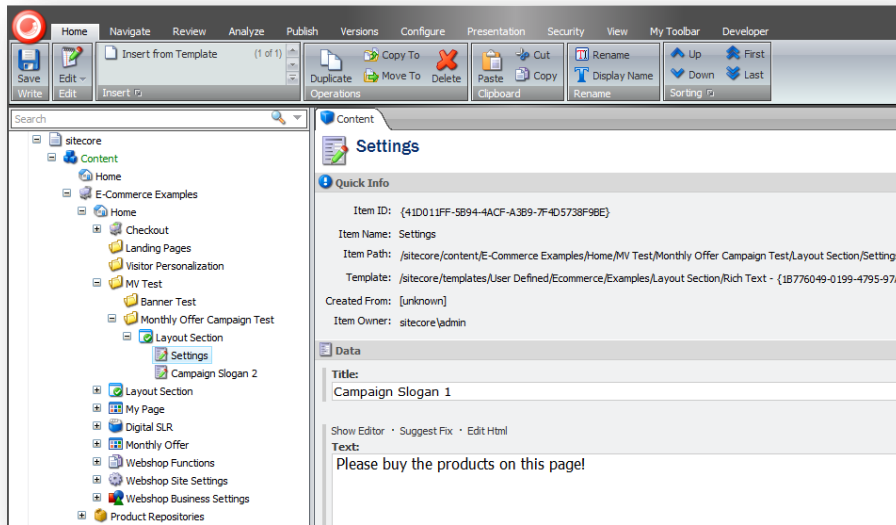 Home Navigate Review Analyze Publish Versions Configure Presentation Security View My Toolbar Developer
Insert from Template (1 of 1) Copy To Cut Rename Up First
Save Edit Duplicate Move To Delete Paste Copy Display Name Down Last
Write Edit Insert Operations Clipboard Rename Sorting
Search
sitecore
Content
Home
E-Commerce Examples
Home
Checkout
Landing Pages
Visitor Personalization
MV Test
Banner Test
Monthly Offer Campaign Test
Layout Section
Settings
Campaign Slogan 2
Layout Section
My Page
Digital SLR
Monthly Offer
Webshop Functions
Webshop Site Settings
Webshop Business Settings
Product Repositories
Content
Settings
Quick Info
Item ID: {41D011FF-5B94-4ACF-A3B9-7F4D5738F9BE}
Item Name: Settings
Item Path: /sitecore/content/E-Commerce Examples/Home/MV Test/Monthly Offer Campaign Test/Layout Section/Settings
Template: /sitecore/templates/User Defined/Ecommerce/Examples/Layout Section/Rich Text - {1B776049-0199-4795-97
Created From: [unknown]
Item Owner: sitecore\admin
Data
Title:
Campaign Slogan 1
Show Editor · Suggest Fix · Edit Html
Text:
Please buy the products on this page!